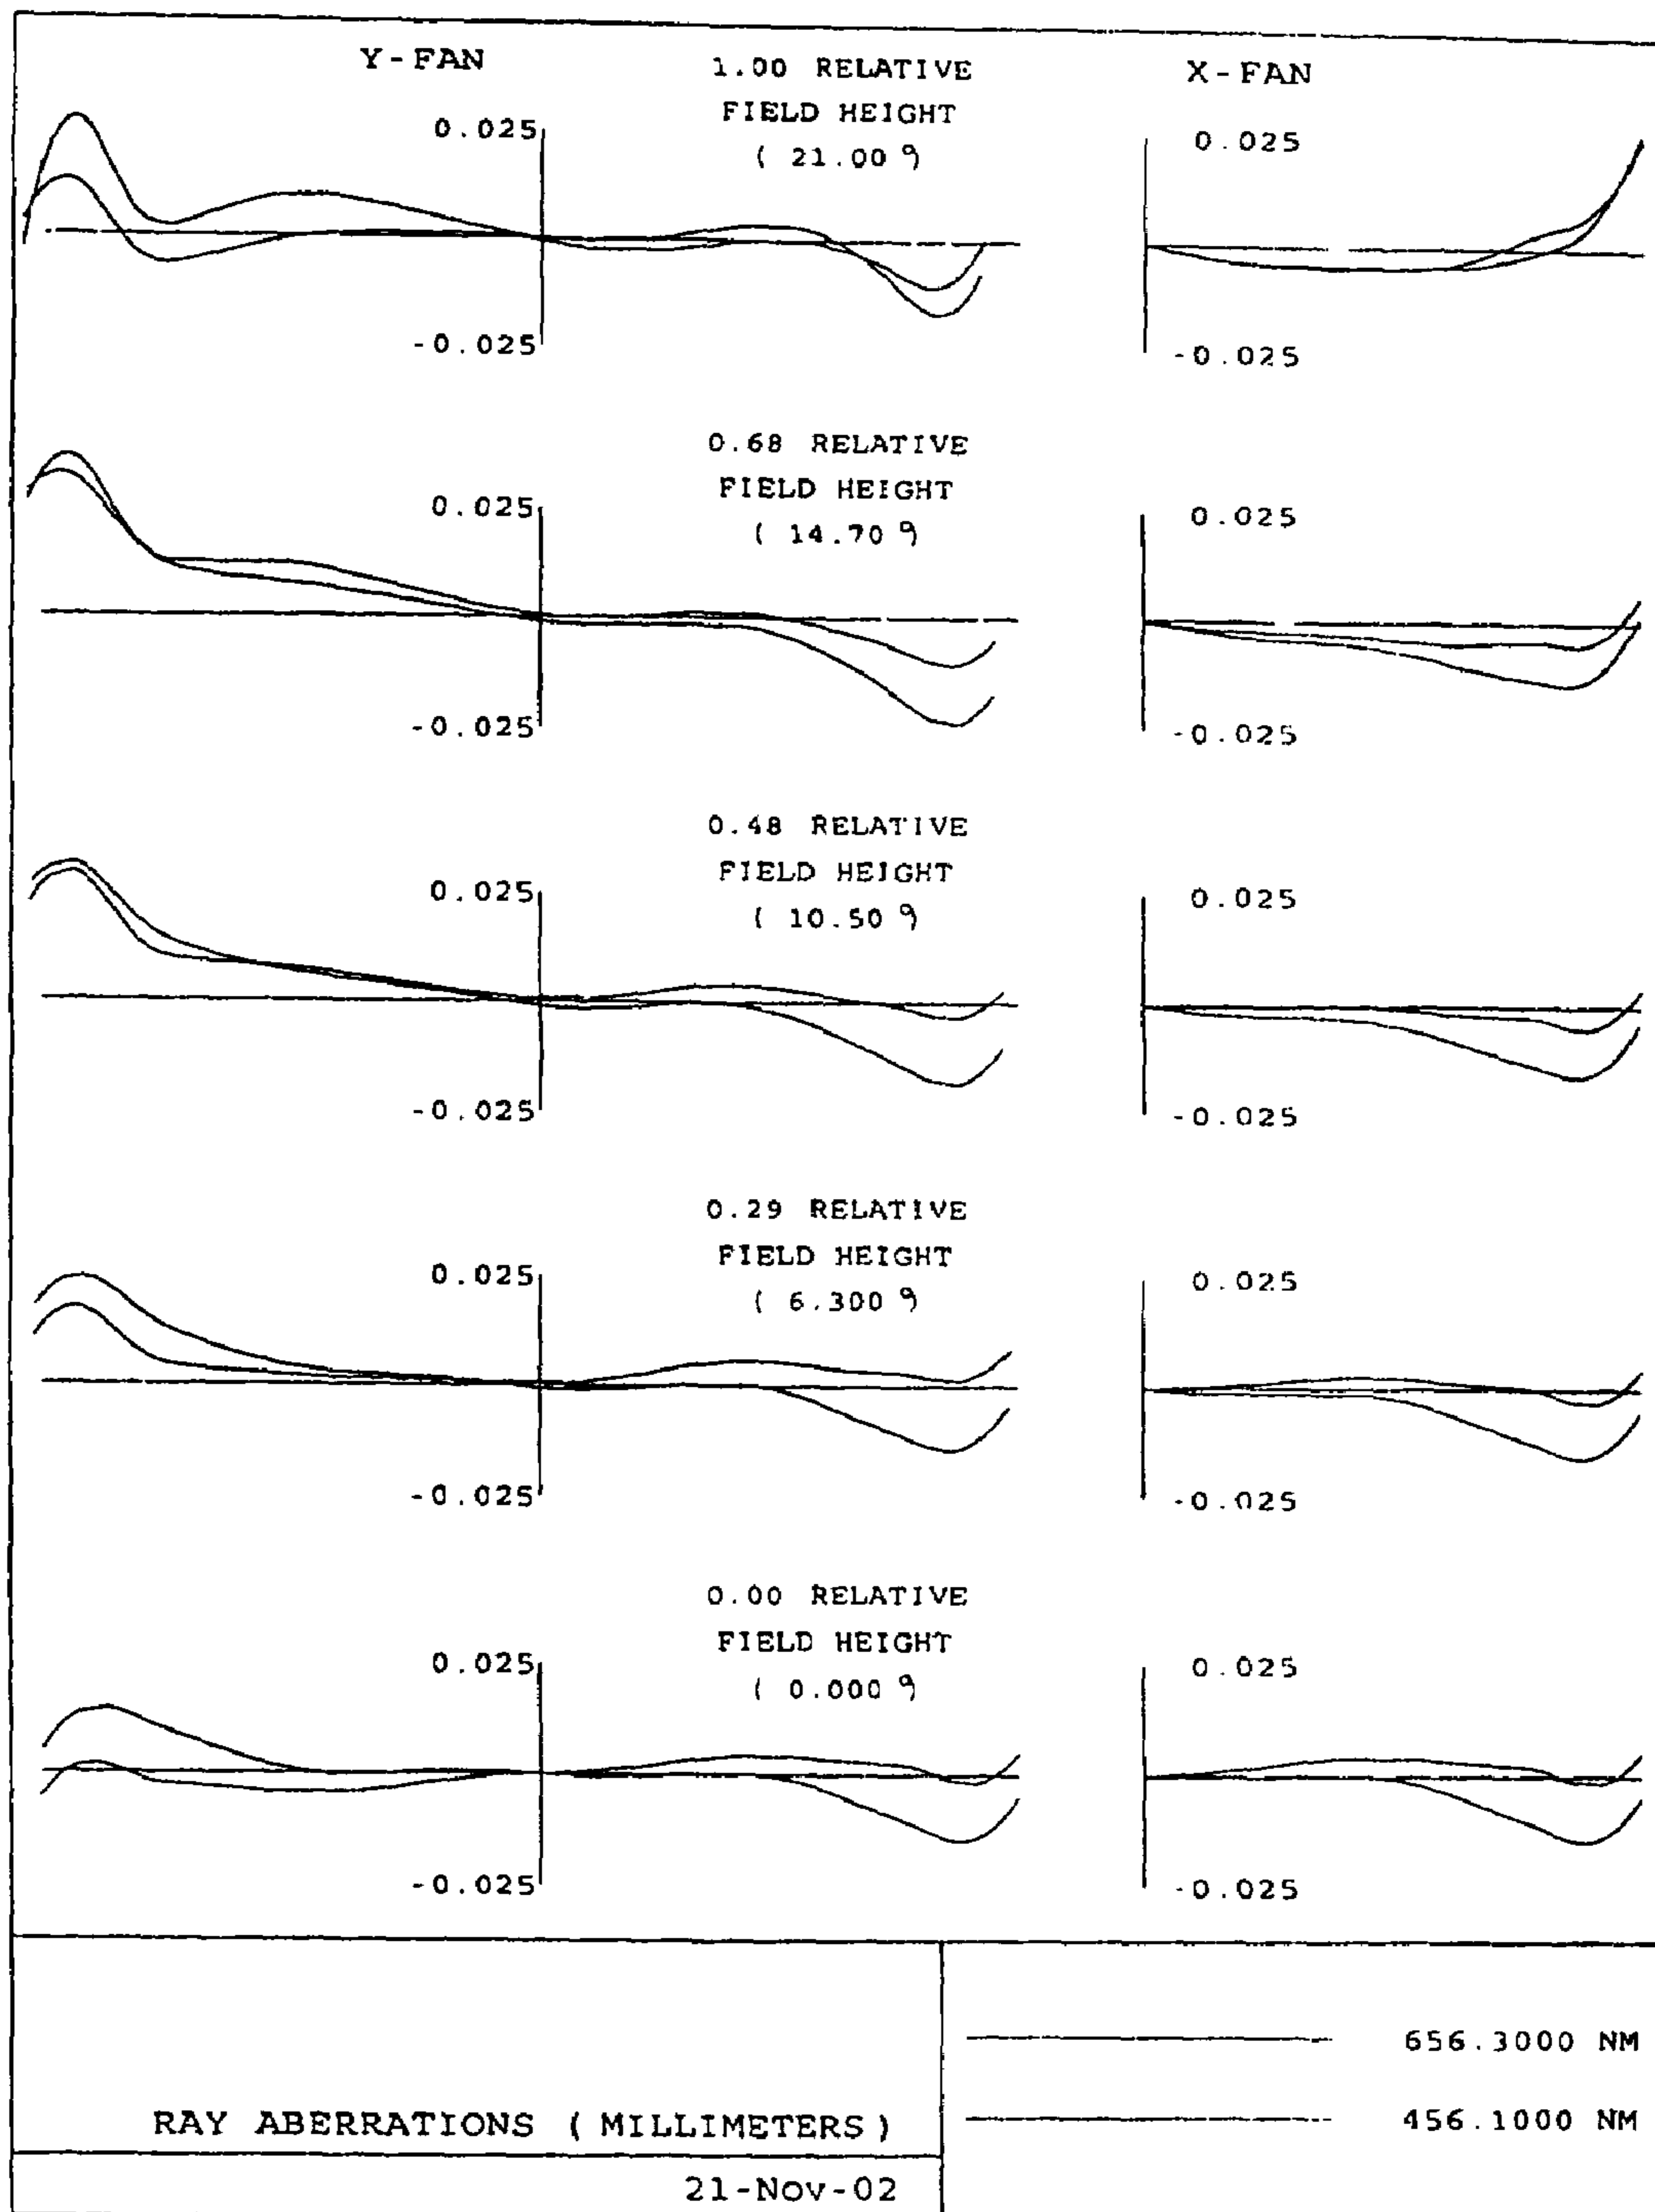 Y-FAN
1.00 RELATIVE
FIELD HEIGHT
( 21.00 º)
X-FAN
0.025
-0.025
0.025
-0.025
0.68 RELATIVE
FIELD HEIGHT
( 14.70 º)
0.025
-0.025
0.025
-0.025
0.48 RELATIVE
FIELD HEIGHT
( 10.50 º)
0.025
-0.025
0.025
-0.025
0.29 RELATIVE
FIELD HEIGHT
( 6.300 º)
0.025
-0.025
0.025
-0.025
0.00 RELATIVE
FIELD HEIGHT
( 0.000 º)
0.025
-0.025
0.025
-0.025
RAY ABERRATIONS ( MILLIMETERS )
21-Nov-02
656.3000 NM
456.1000 NM